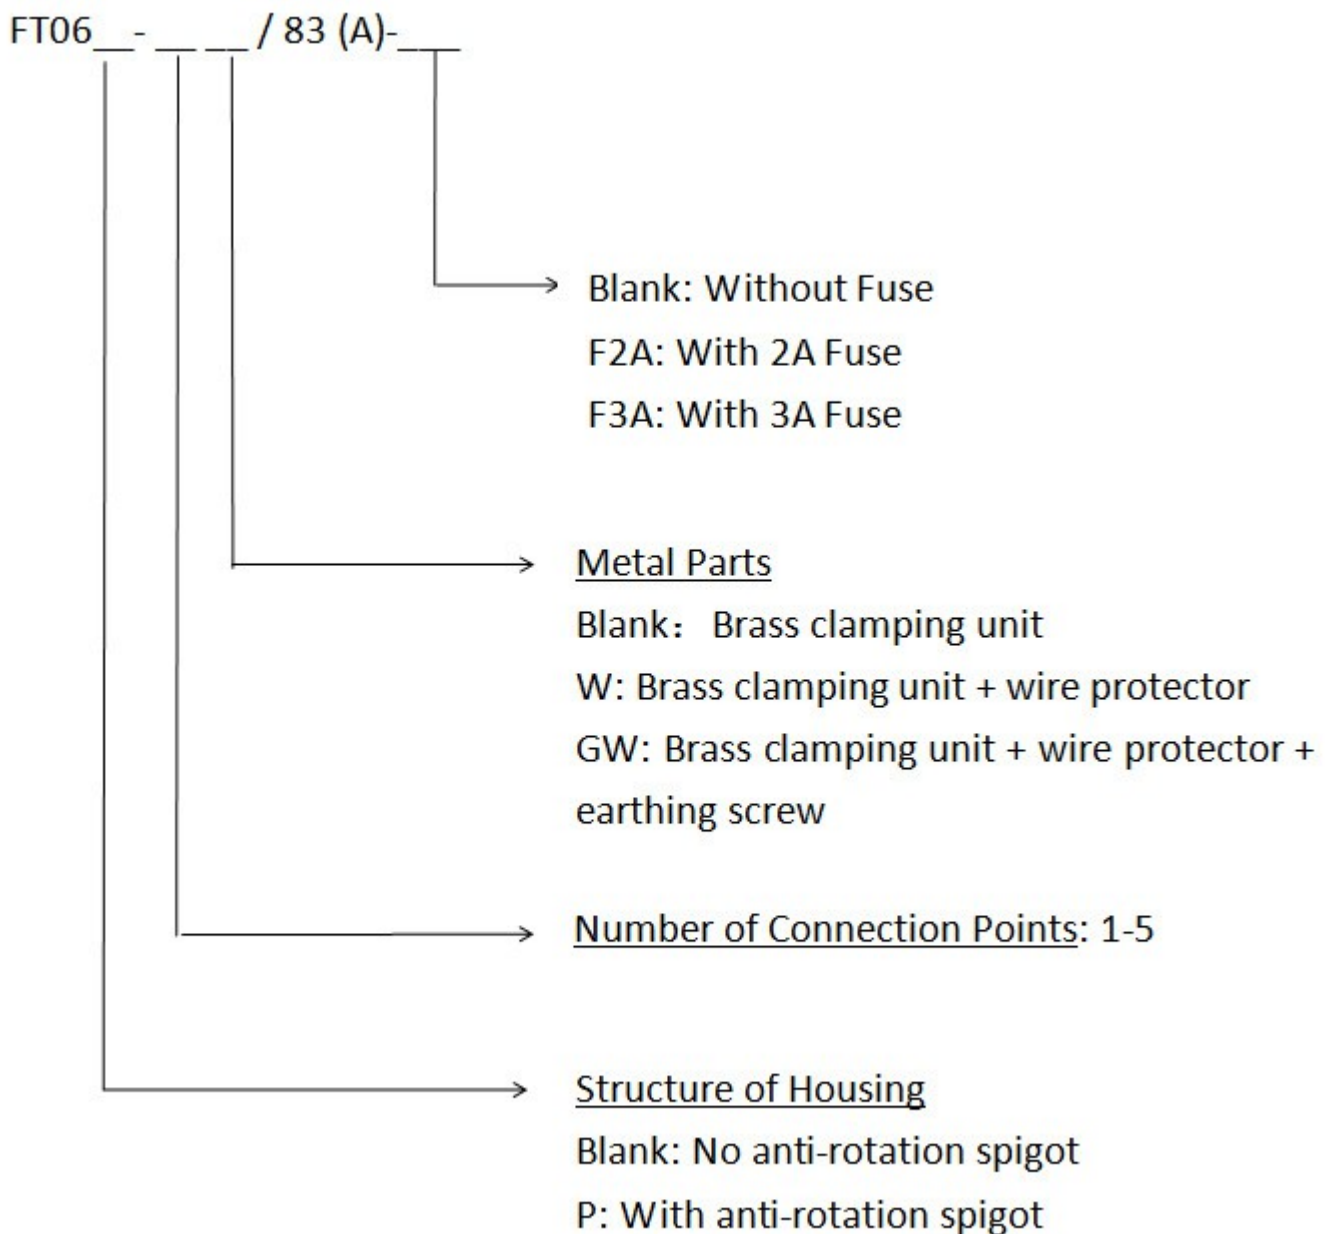 FT06__-__ __ / 83 (A)-___
Blank: Without Fuse
F2A: With 2A Fuse
F3A: With 3A Fuse
Metal Parts
Blank： Brass clamping unit
W: Brass clamping unit + wire protector
GW: Brass clamping unit + wire protector +
earthing screw
Number of Connection Points: 1-5
Structure of Housing
Blank: No anti-rotation spigot
P: With anti-rotation spigot